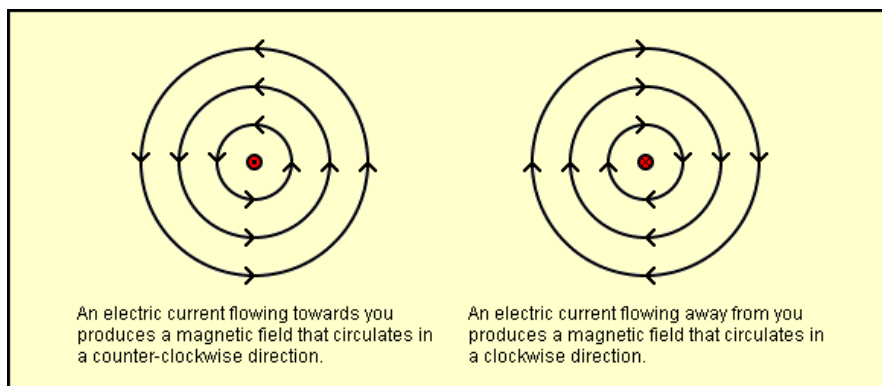 An electric current flowing towards you
produces a magnetic field that circulates in
a counter-clockwise direction.
An electric current flowing away from you
produces a magnetic field that circulates in
a clockwise direction.